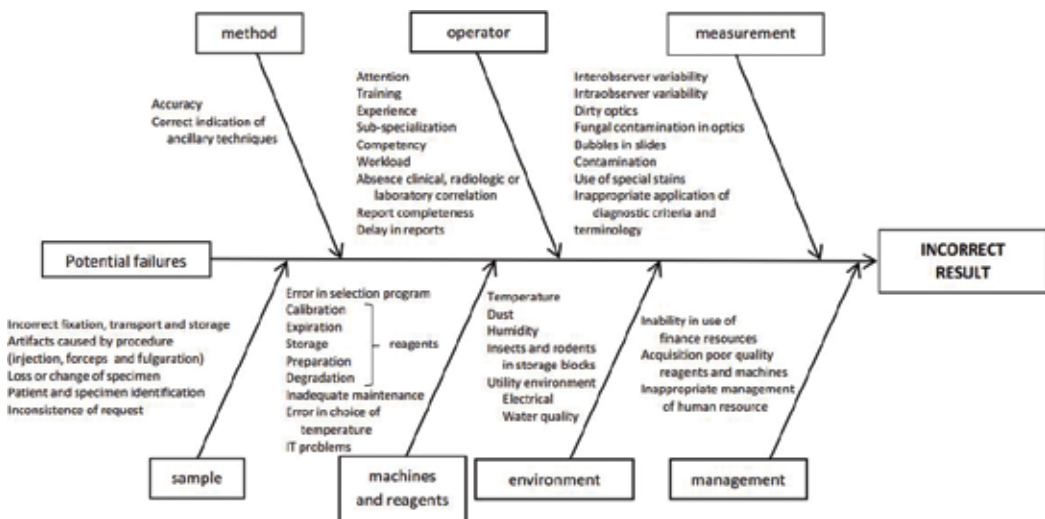 method
operator
measurement
Accuracy
Correct indication of
ancillary techniques
Attention
Training
Experience
Sub-specialization
Competency
Workload
Absence clinical, radiologic or
laboratory correlation
Report completeness
Delay in reports
Interobserver variability
Intraobserver variability
Dirty optics
Fungal contamination in optics
Bubbles in slides
Contamination
Use of special stains
Inappropriate application of
diagnostic criteria and
terminology
Potential failures
INCORRECT
RESULT
Incorrect fixation, transport and storage
Artifacts caused by procedure
(injection, forceps and fulguration)
Loss or change of specimen
Patient and specimen identification
Inconsistence of request
Error in selection program
Calibration
Expiration
Storage
Preparation
Degradation
reagents
Inadequate maintenance
Error in choice of
temperature
IT problems
Temperature
Dust
Humidity
Insects and rodents
in storage blocks
Utility environment
Electrical
Water quality
Inability in use of
finance resources
Acquisition poor quality
reagents and machines
Inappropriate management
of human resource
sample
machines
and reagents
environment
management